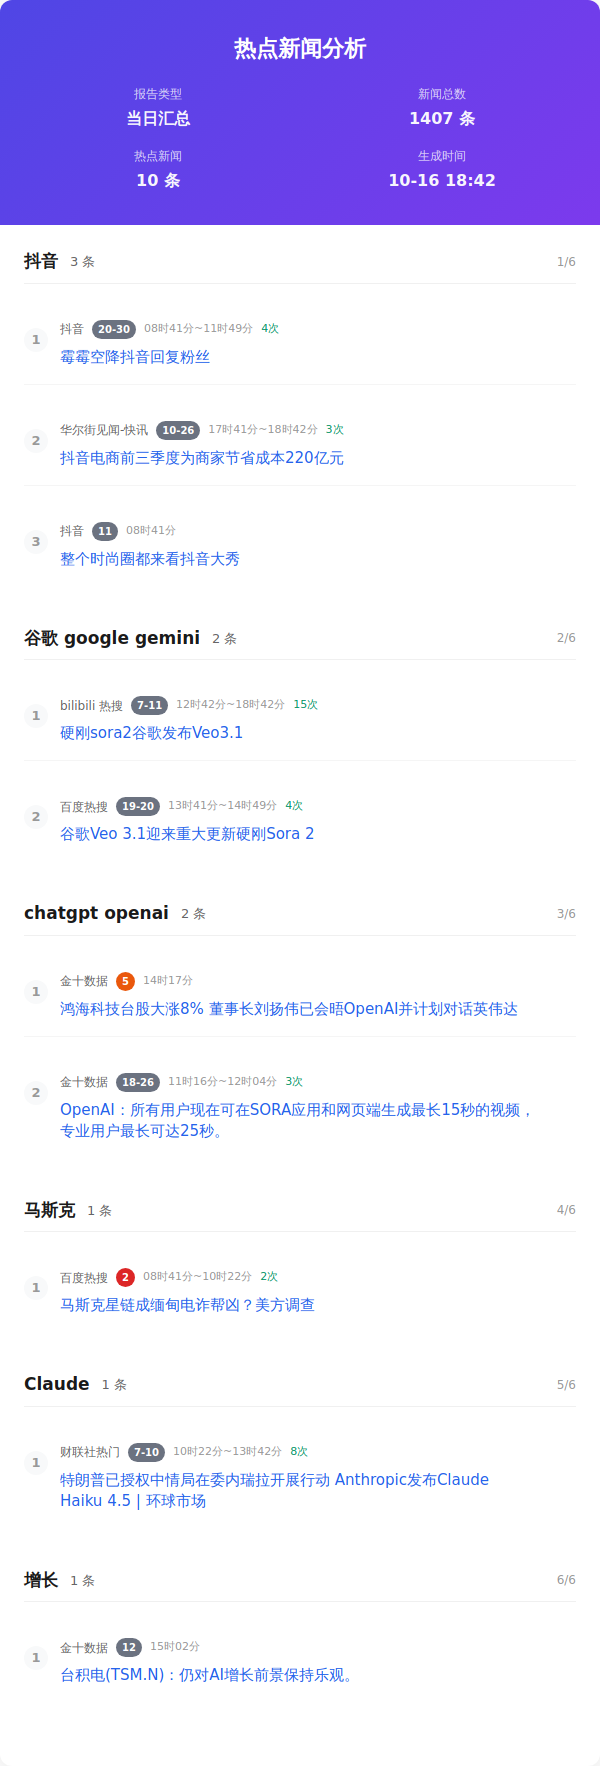 热点新闻分析
报告类型
新闻总数
当日汇总
1407 条
热点新闻
生成时间
10 条
10-16 18:42
抖音 3 条 1/6
1
抖音 20-30 08时41分~11时49分 4次
霉霉空降抖音回复粉丝
2
华尔街见闻-快讯 10-26 17时41分~18时42分 3次
抖音电商前三季度为商家节省成本220亿元
3
抖音 11 08时41分
整个时尚圈都来看抖音大秀
谷歌 google gemini 2 条 2/6
1
bilibili 热搜 7-11 12时42分~18时42分 15次
硬刚sora2谷歌发布Veo3.1
2
百度热搜 19-20 13时41分~14时49分 4次
谷歌Veo 3.1迎来重大更新硬刚Sora 2
chatgpt openai 2 条 3/6
1
金十数据 5 14时17分
鸿海科技台股大涨8% 董事长刘扬伟已会晤OpenAI并计划对话英伟达
2
金十数据 18-26 11时16分~12时04分 3次
OpenAI：所有用户现在可在SORA应用和网页端生成最长15秒的视频，
专业用户最长可达25秒。
马斯克 1 条 4/6
1
百度热搜 2 08时41分~10时22分 2次
马斯克星链成缅甸电诈帮凶？美方调查
Claude 1 条 5/6
1
财联社热门 7-10 10时22分~13时42分 8次
特朗普已授权中情局在委内瑞拉开展行动 Anthropic发布Claude
Haiku 4.5 | 环球市场
增长 1 条 6/6
1
金十数据 12 15时02分
台积电(TSM.N)：仍对AI增长前景保持乐观。